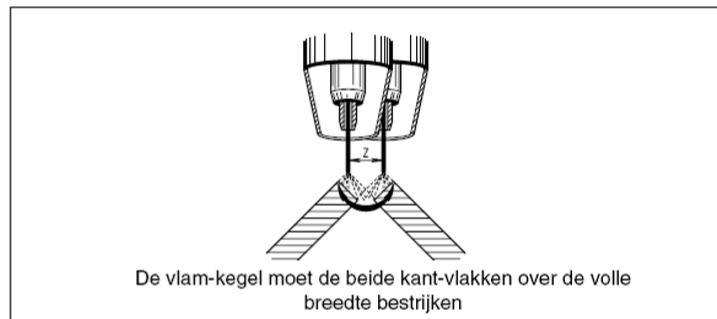 Z
De vlam-kegel moet de beide kant-vlakken over de volle
breedte bestrijken